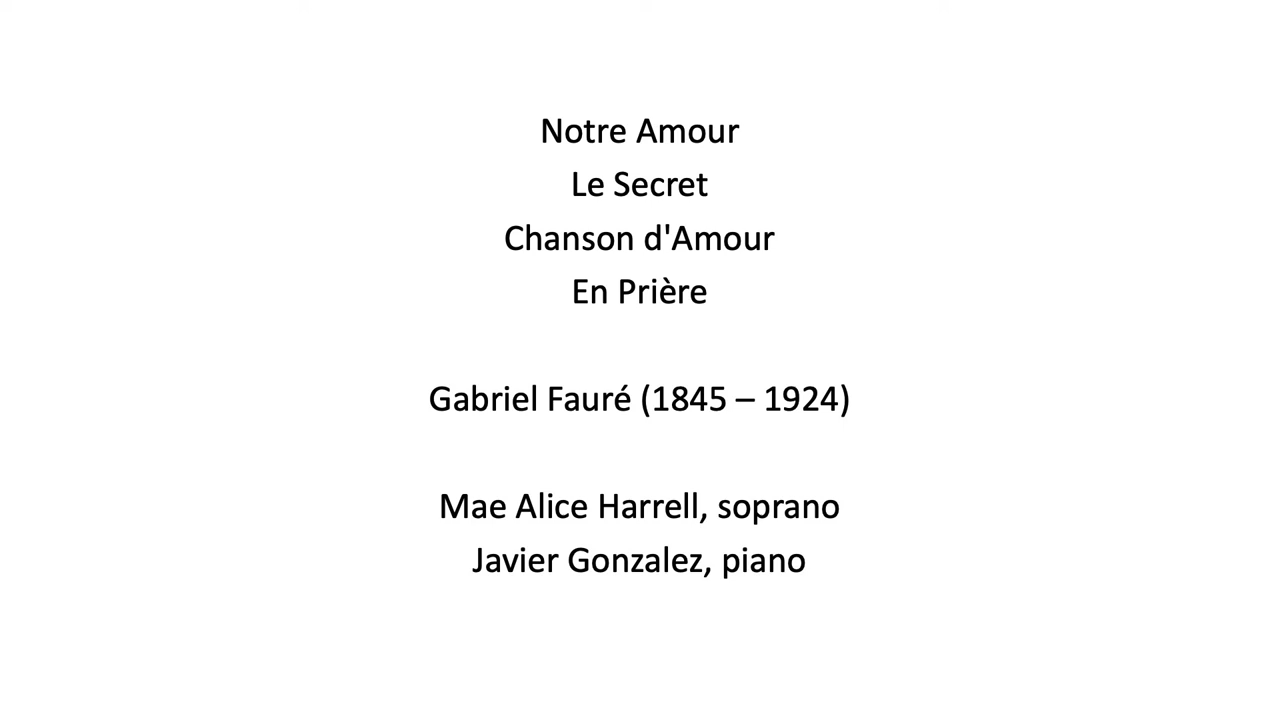 Notre Amour
Le Secret
Chanson d'Amour
En Prière
Gabriel Fauré (1845 – 1924)
Mae Alice Harrell, soprano
Javier Gonzalez, piano